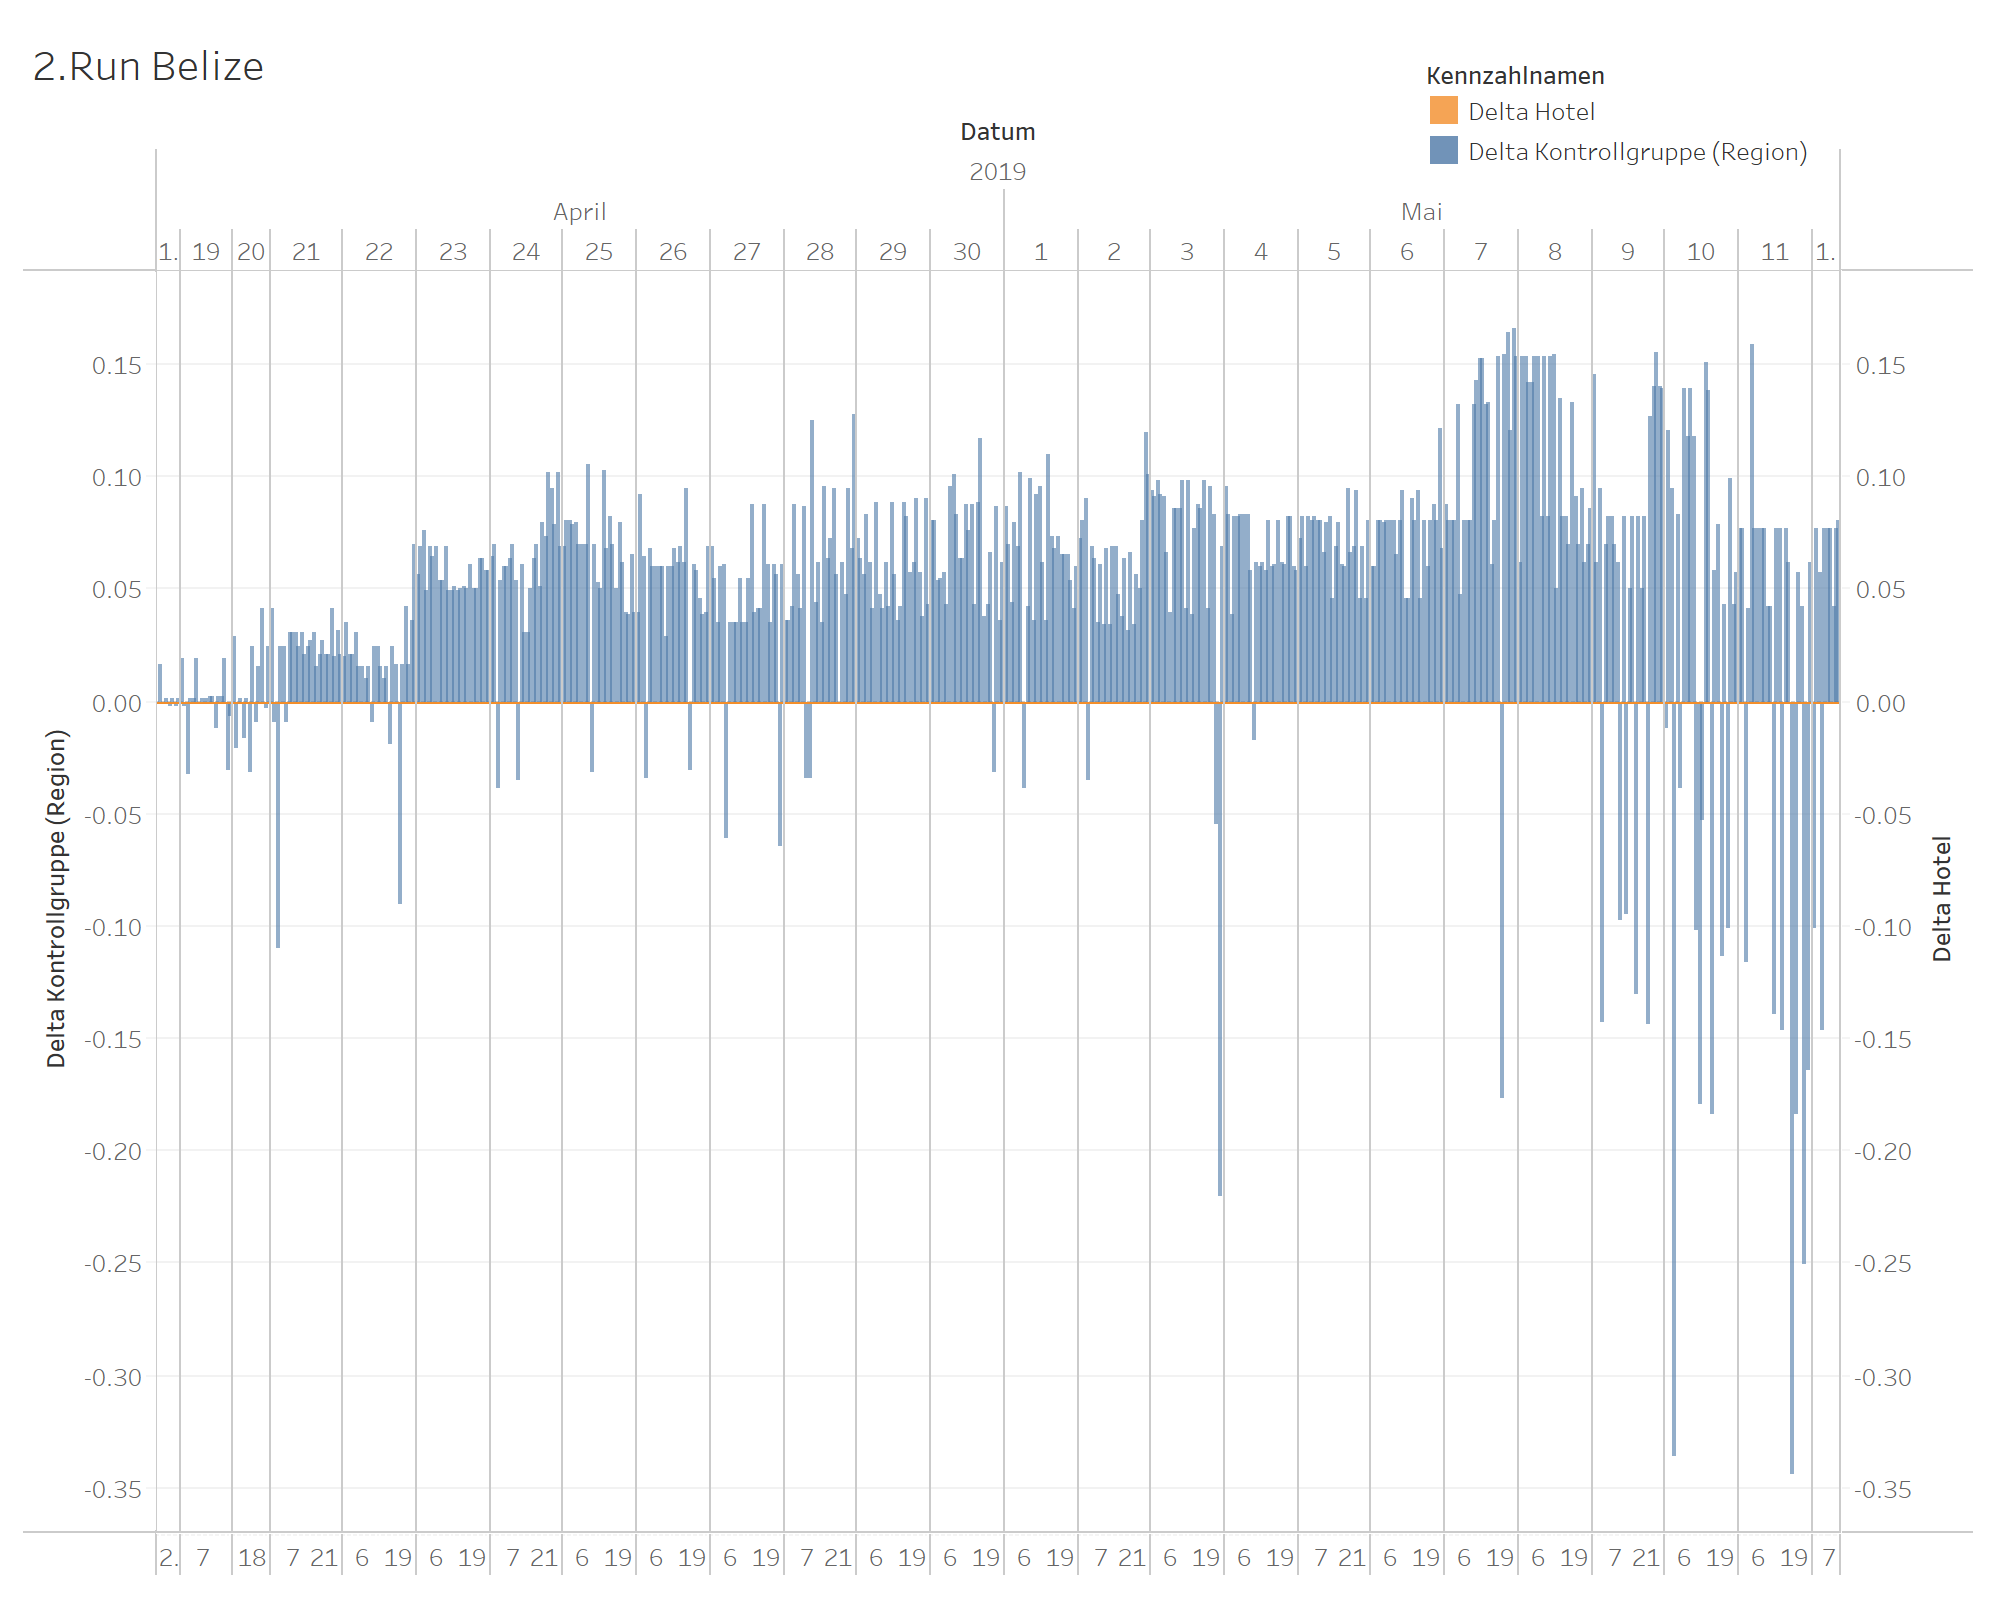 2.Run Belize
Kennzahlnamen
Delta Hotel
Delta Kontrollgruppe (Region)
Datum
2019
April Mai
1. 19 20 21 22 23 24 25 26 27 28 29 30 1 2 3 4 5 6 7 8 9 10 11 1.
0.15 0.15
0.10 0.10
0.05 0.05
0.00 0.00
-0.05 -0.05
-0.10 -0.10
-0.15 -0.15
-0.20 -0.20
-0.25 -0.25
-0.30 -0.30
-0.35 -0.35
Delta Kontrollgruppe (Region)
Delta Hotel
2. 7 18 7 21 6 19 6 19 7 21 6 19 6 19 6 19 7 21 6 19 6 19 6 19 7 21 6 19 6 19 7 21 6 19 6 19 6 19 7 21 6 19 6 19 7